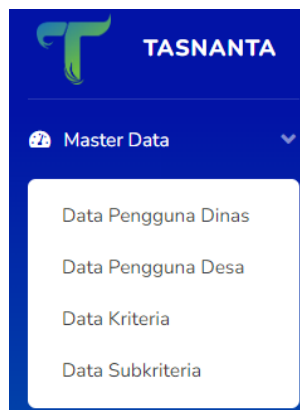 TASNANTA
Master Data
Data Pengguna Dinas
Data Pengguna Desa
Data Kriteria
Data Subkriteria